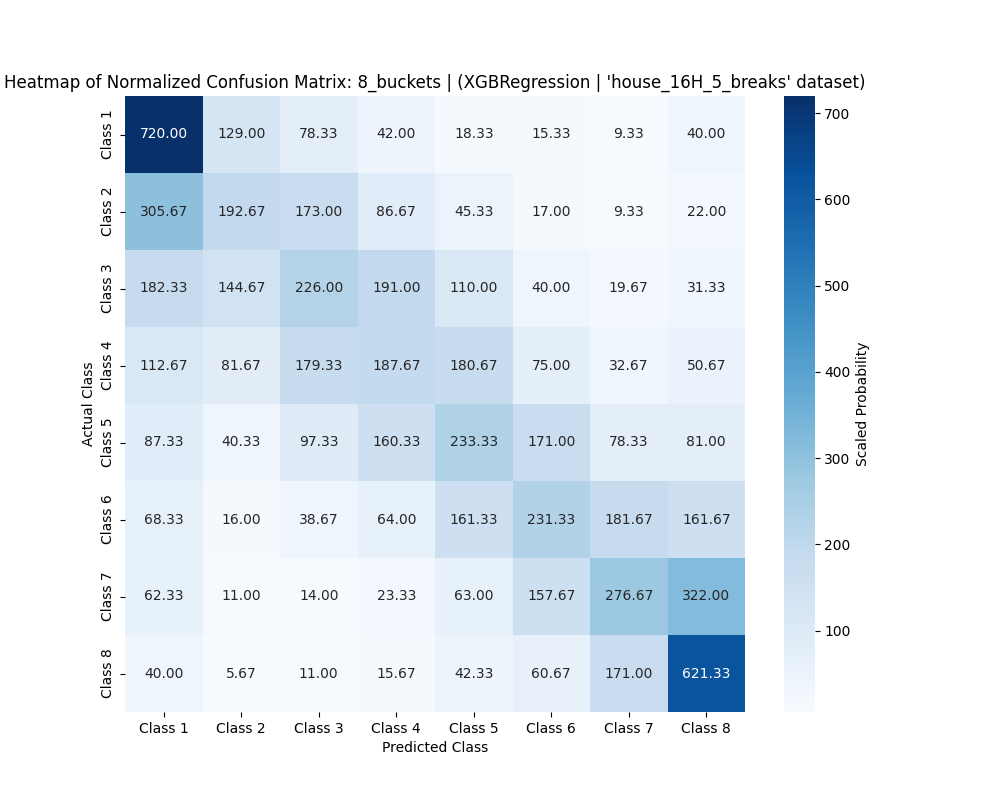 Heatmap of Normalized Confusion Matrix: 8_buckets | (XGBRegression | 'house_16H_5_breaks' dataset)
Class 1 720.00 129.00 78.33 42.00 18.33 15.33 9.33 40.00
Class 2 305.67 192.67 173.00 86.67 45.33 17.00 9.33 22.00
Class 3 182.33 144.67 226.00 191.00 110.00 40.00 19.67 31.33
Class 4 112.67 81.67 179.33 187.67 180.67 75.00 32.67 50.67
Class 5 87.33 40.33 97.33 160.33 233.33 171.00 78.33 81.00
Class 6 68.33 16.00 38.67 64.00 161.33 231.33 181.67 161.67
Class 7 62.33 11.00 14.00 23.33 63.00 157.67 276.67 322.00
Class 8 40.00 5.67 11.00 15.67 42.33 60.67 171.00 621.33
Class 1 Class 2 Class 3 Class 4 Class 5 Class 6 Class 7 Class 8
Predicted Class
Actual Class
700
600
500
400
300
200
100
Scaled Probability